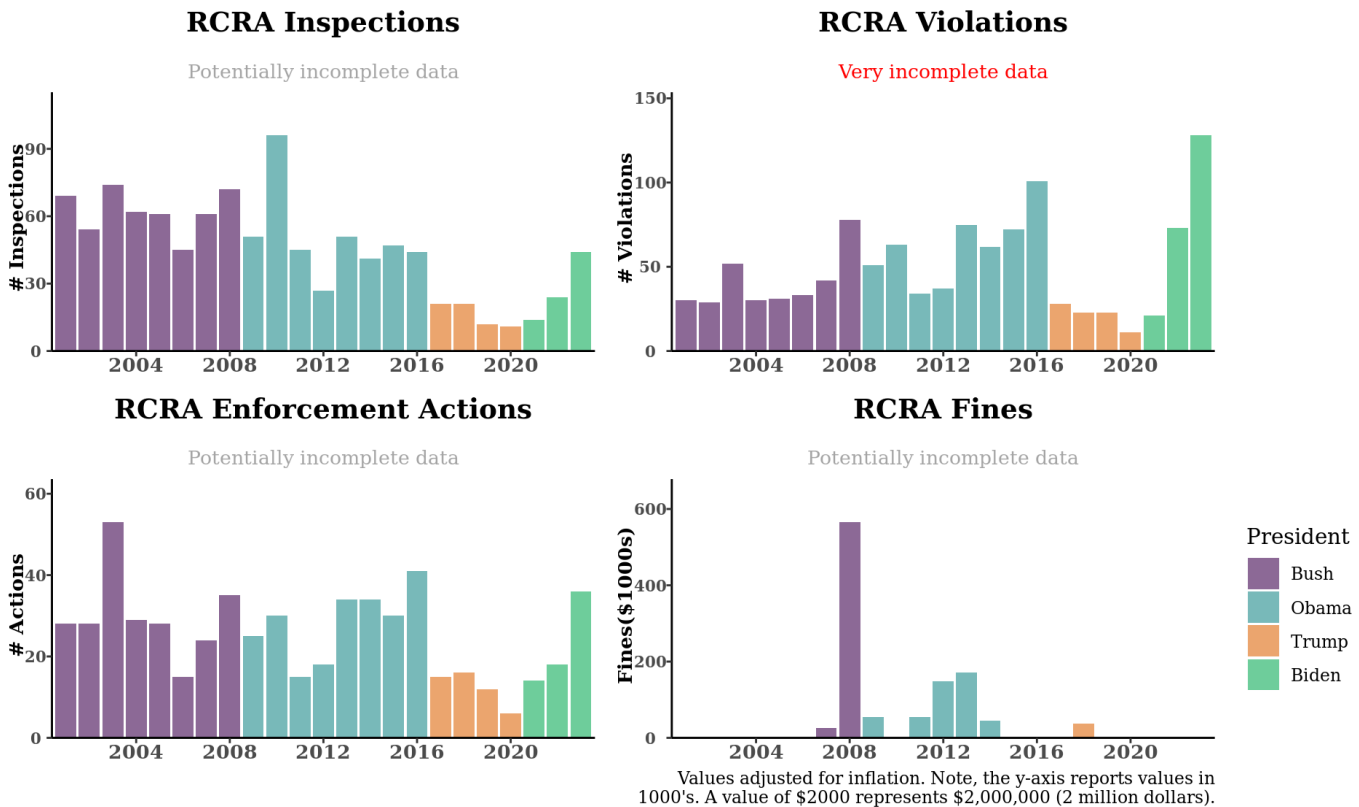 RCRA Inspections
Potentially incomplete data
# Inspections
90
60
30
0
2004
2008
2012
2016
2020
RCRA Violations
Very incomplete data
# Violations
150
100
50
0
2004
2008
2012
2016
2020
RCRA Enforcement Actions
Potentially incomplete data
# Actions
60
40
20
0
2004
2008
2012
2016
2020
RCRA Fines
Potentially incomplete data
Fines($1000s)
600
400
200
0
2004
2008
2012
2016
2020
President
Bush
Obama
Trump
Biden
Values adjusted for inflation. Note, the y-axis reports values in
1000's. A value of $2000 represents $2,000,000 (2 million dollars).